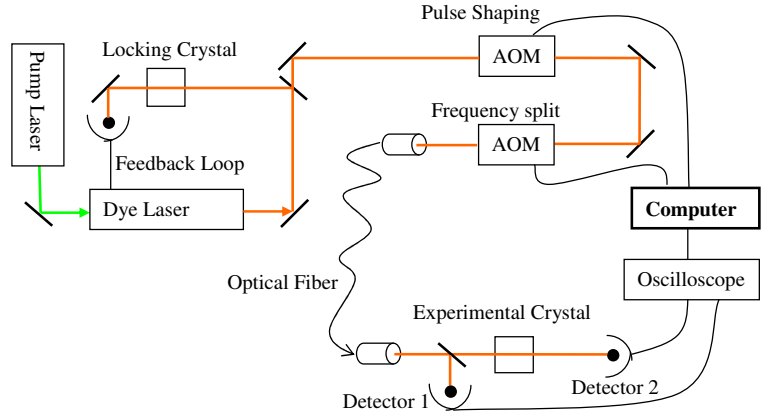 Pulse Shaping
Locking Crystal
AOM
Pump Laser
Frequency split
AOM
Feedback Loop
Dye Laser
Computer
Optical Fiber
Oscilloscope
Experimental Crystal
Detector 1
Detector 2